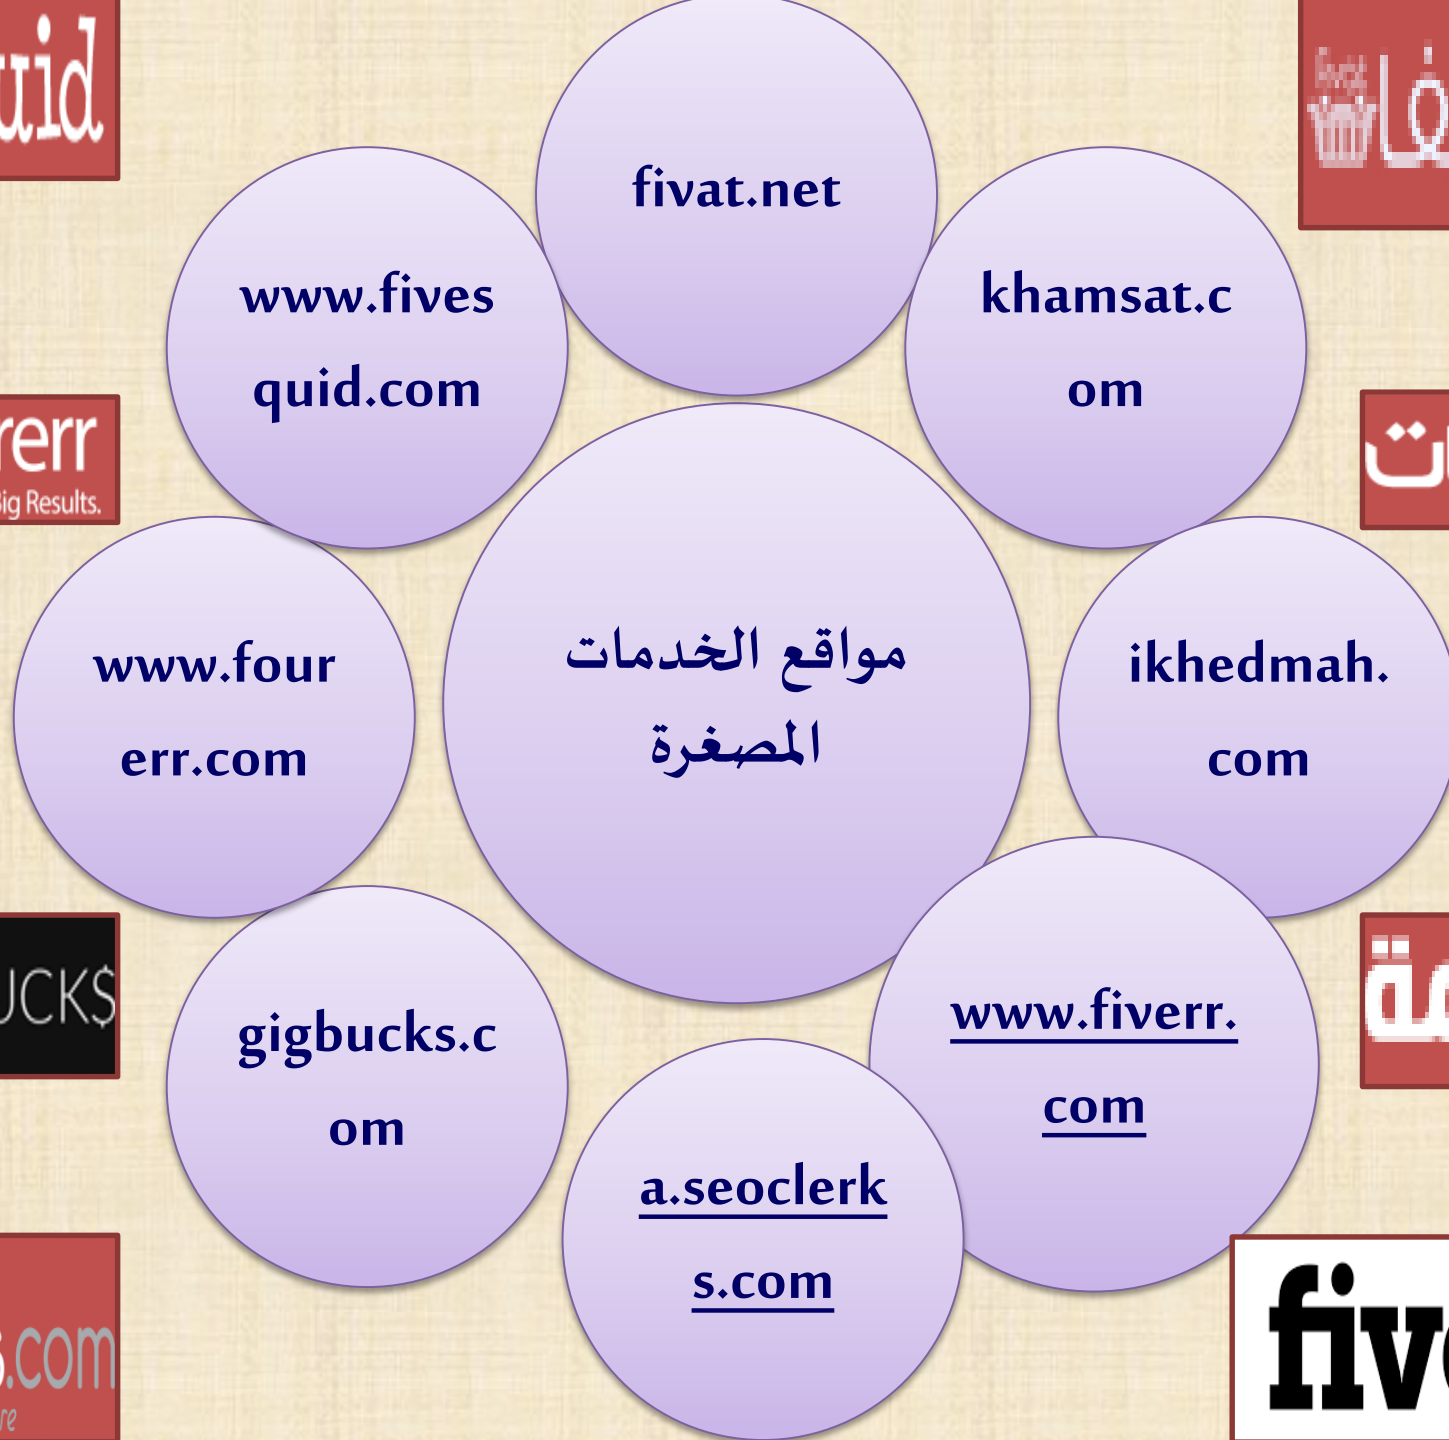 مواقع الخدمات
المصغرة
fivat.net
khamsat.c
om
ikhedmah.
com
www.fiverr.
com
a.seoclerk
s.com
gigbucks.c
om
www.four
err.com
www.fives
quid.com
uid
rerr
Big Results.
UCK$
s.com
fiv